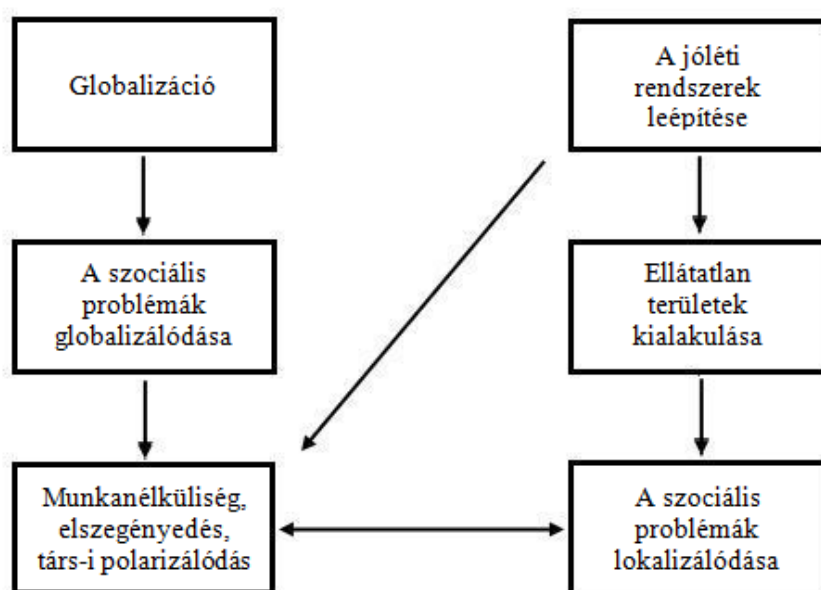 Globalizáció
A jóléti
rendszerek
leépítése
A szociális
problémák
globalizálódása
Ellátatlan
területek
kialakulása
Munkanélküliség,
elszegényedés,
társ-i polarizálódás
A szociális
problémák
lokalizálódása